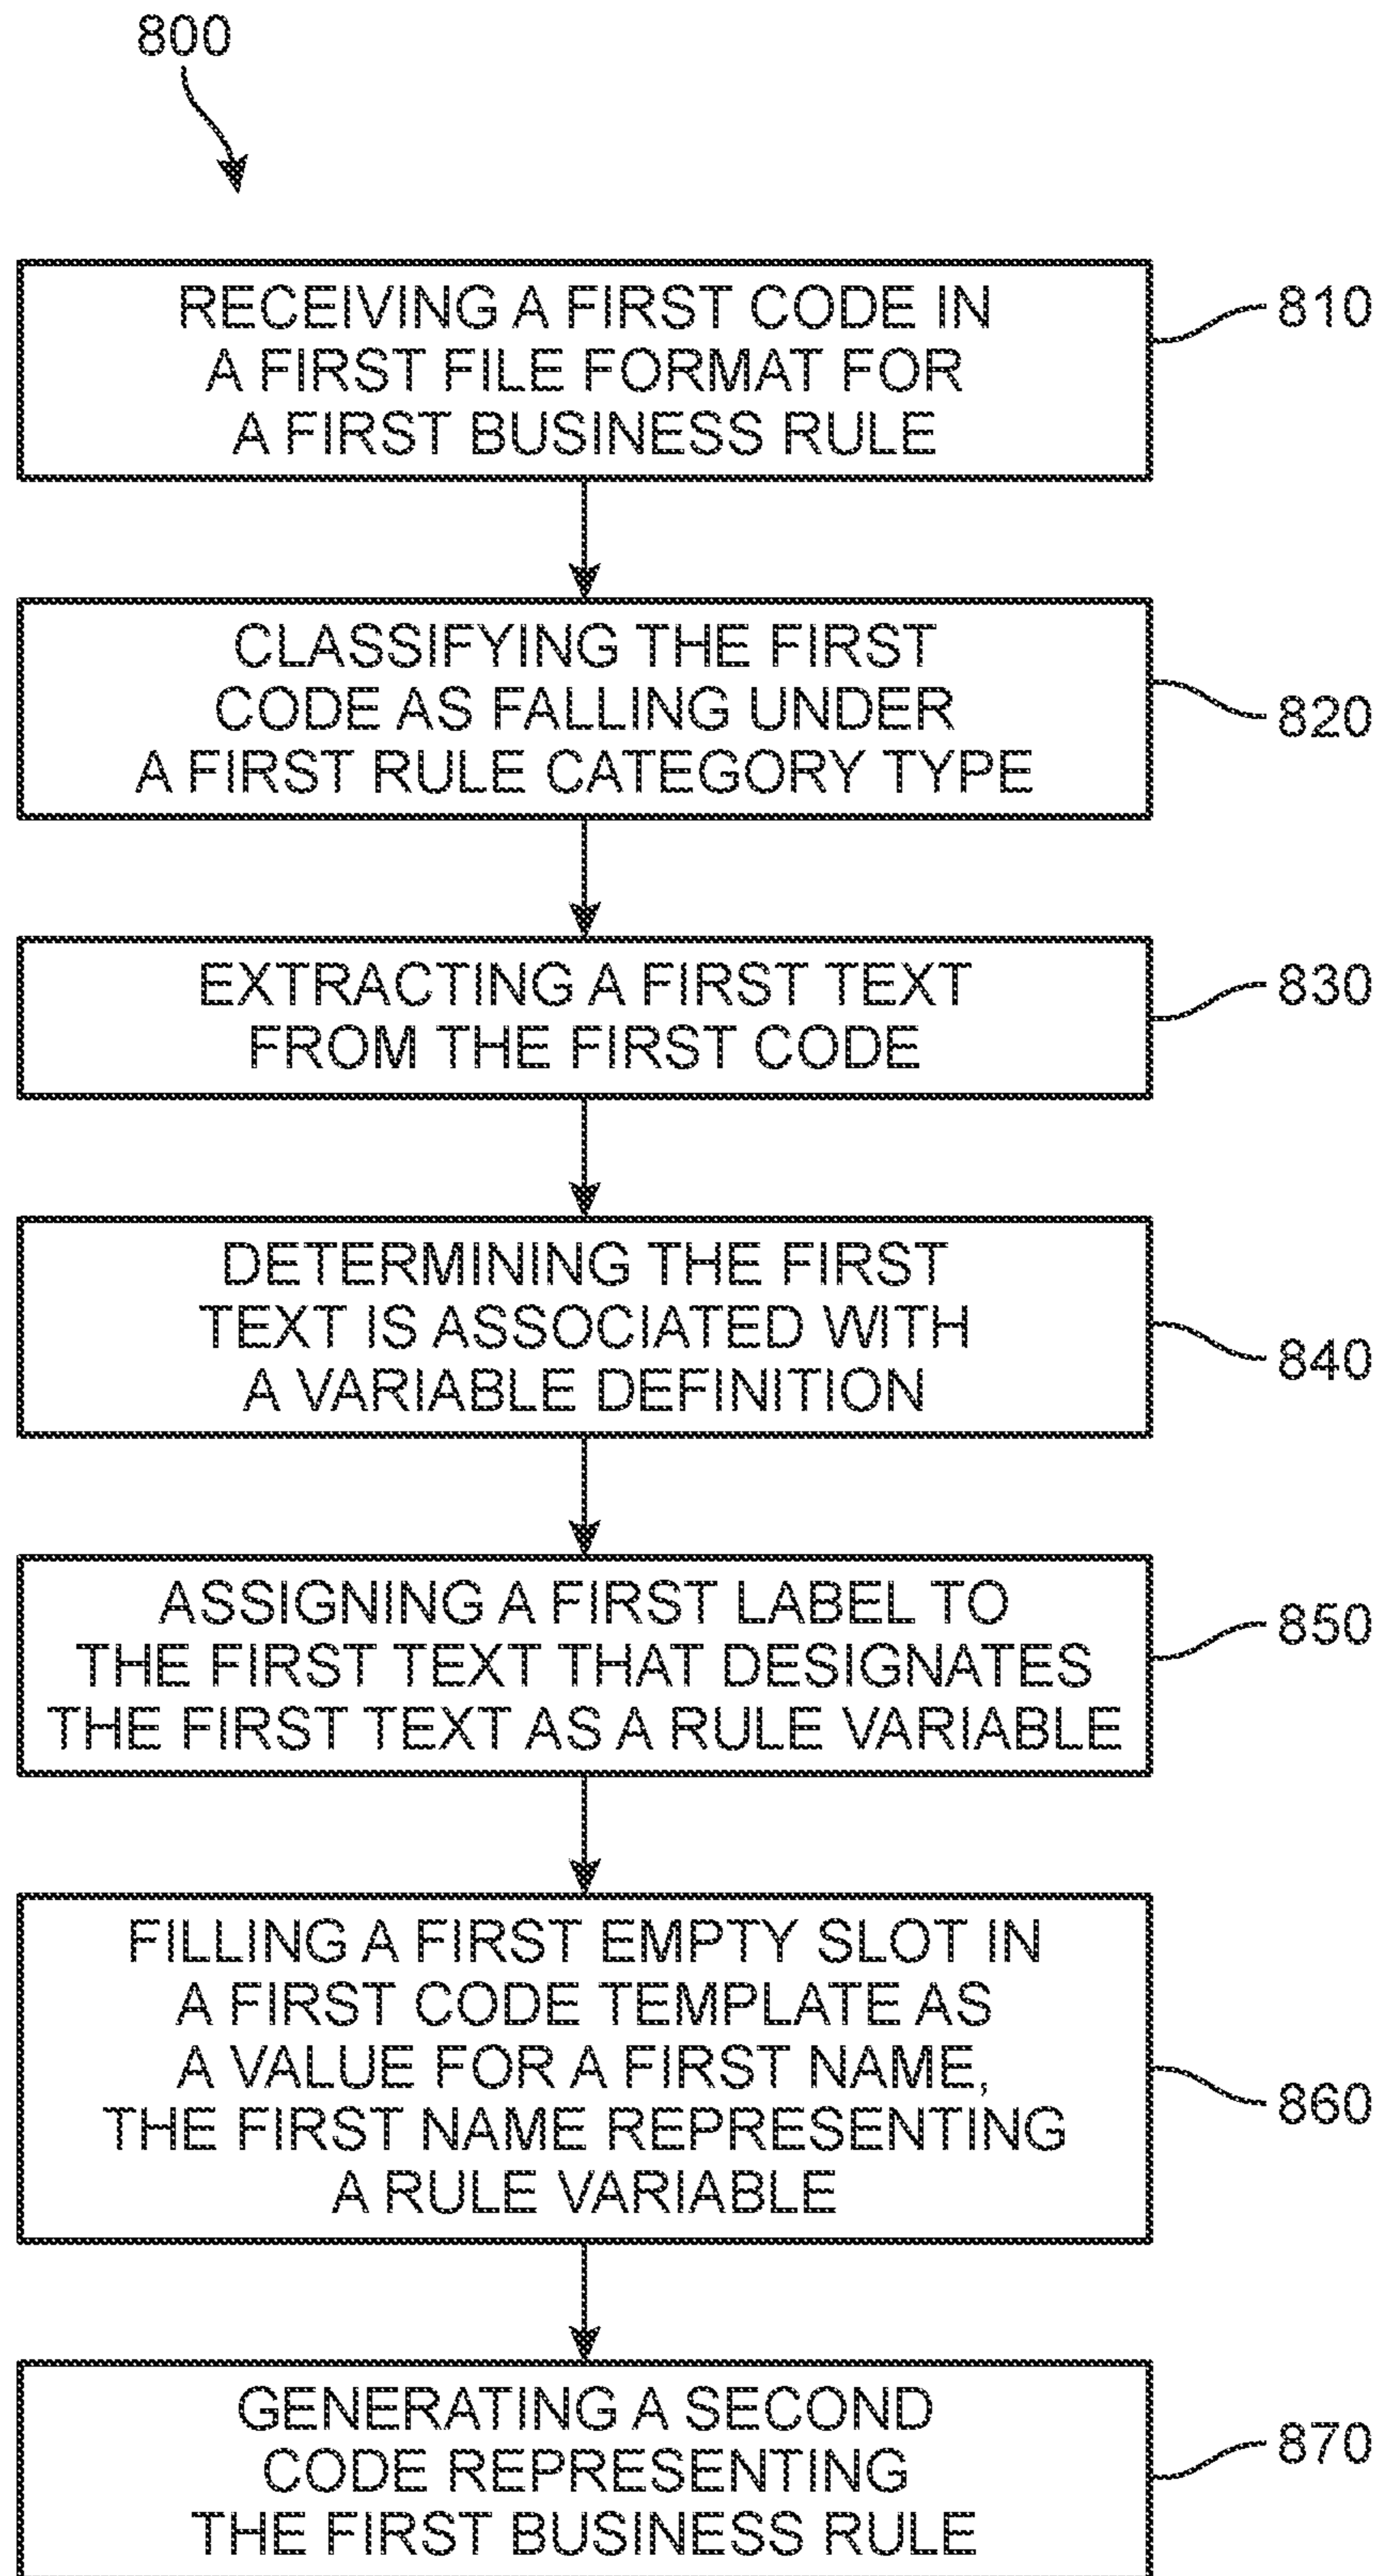 800
RECEIVING A FIRST CODE IN
A FIRST FILE FORMAT FOR
A FIRST BUSINESS RULE
810
CLASSIFYING THE FIRST
CODE AS FALLING UNDER
A FIRST RULE CATEGORY TYPE
820
EXTRACTING A FIRST TEXT
FROM THE FIRST CODE
830
DETERMINING THE FIRST
TEXT IS ASSOCIATED WITH
A VARIABLE DEFINITION
840
ASSIGNING A FIRST LABEL TO
THE FIRST TEXT THAT DESIGNATES
THE FIRST TEXT AS A RULE VARIABLE
850
FILLING A FIRST EMPTY SLOT IN
A FIRST CODE TEMPLATE AS
A VALUE FOR A FIRST NAME,
THE FIRST NAME REPRESENTING
A RULE VARIABLE
860
GENERATING A SECOND
CODE REPRESENTING
THE FIRST BUSINESS RULE
870